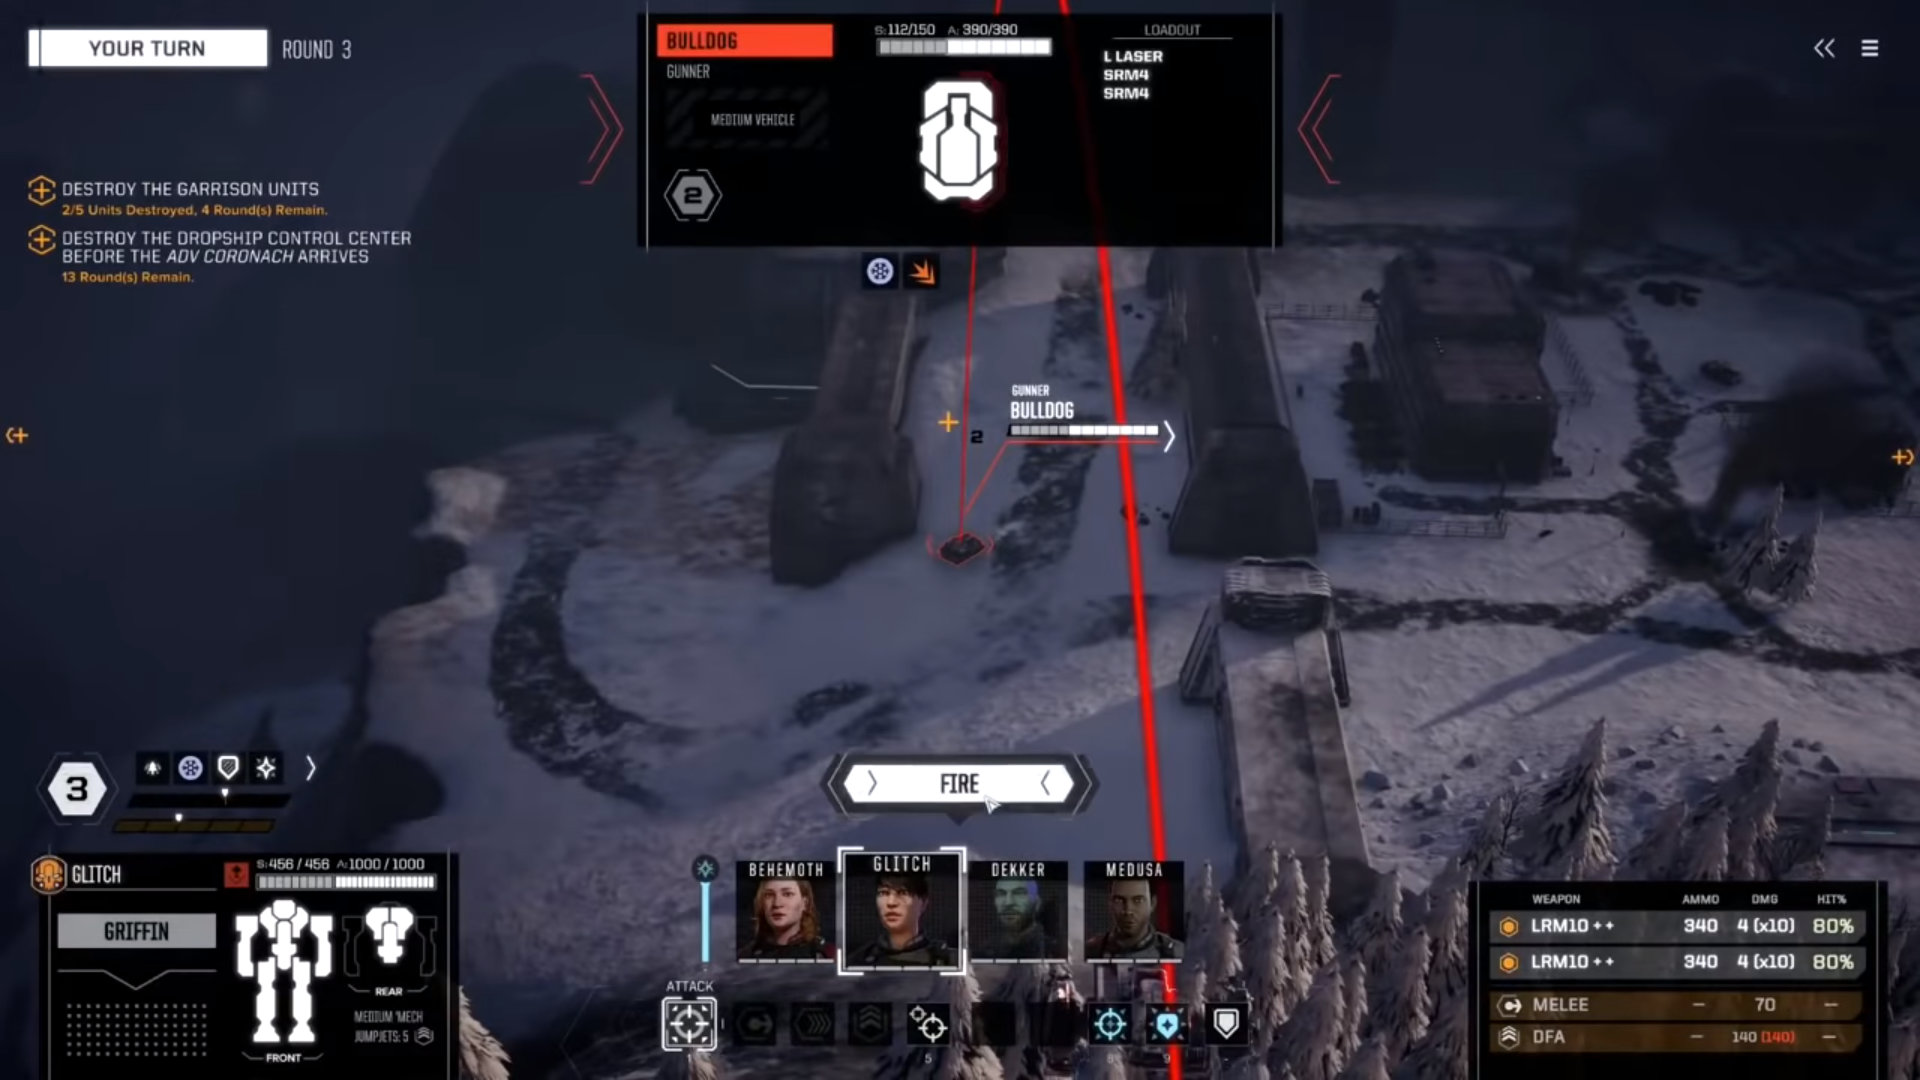 YOUR TURN
ROUND 3
DESTROY THE GARRISON UNITS
2/5 Units Destroyed, 4 Round(s) Remain.
DESTROY THE DROPSHIP CONTROL CENTER
BEFORE THE ADV CORONACH ARRIVES
13 Round(s) Remain.
BULLDOG
GUNNER
MEDIUM VEHICLE
2
S:112/150 A:390/390
LOADOUT
L LASER
SRM4
SRM4
GUNNER
BULLDOG
2
FIRE
3
GLITCH
S:456/456 A:1000/1000
GRIFFIN
REAR
MEDIUM 'MECH
JUMPJETS: 5
FRONT
BEHEMOTH
GLITCH
DEKKER
MEDUSA
ATTACK
1
5
8
9
WEAPON AMMO DMG HIT%
LRM10 ++ 340 4 (x10) 80%
LRM10 ++ 340 4 (x10) 80%
MELEE – 70 –
DFA – 140 (140) –